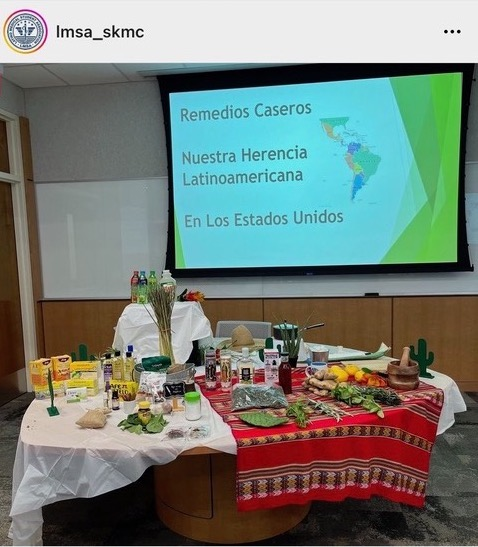 lmsa_skmc
Remedios Caseros
Nuestra Herencia
Latinoamericana
En Los Estados Unidos